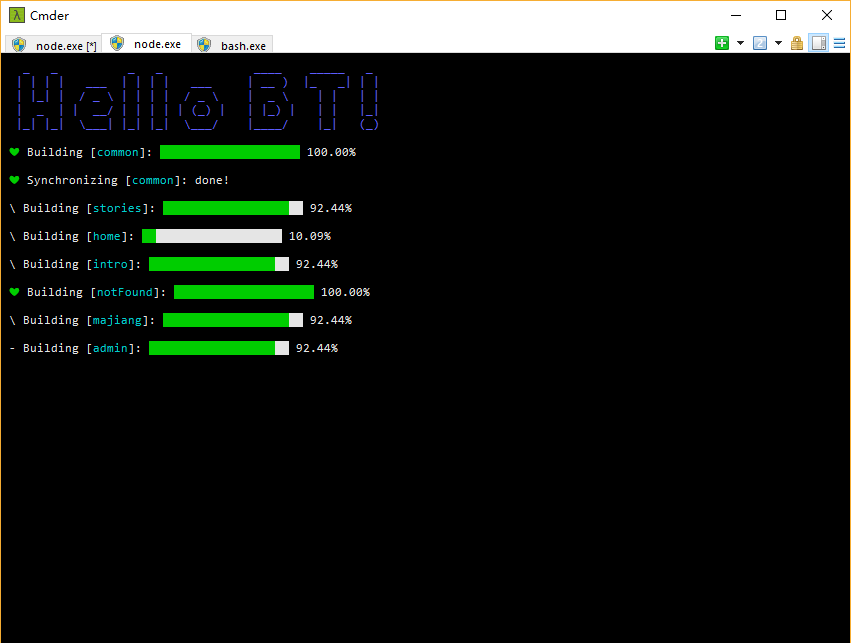 Cmder
node.exe [*] node.exe bash.exe
Hello BT!
♥ Building [common]: 100.00%
♥ Synchronizing [common]: done!
\ Building [stories]: 92.44%
\ Building [home]: 10.09%
\ Building [intro]: 92.44%
♥ Building [notFound]: 100.00%
\ Building [majiang]: 92.44%
- Building [admin]: 92.44%